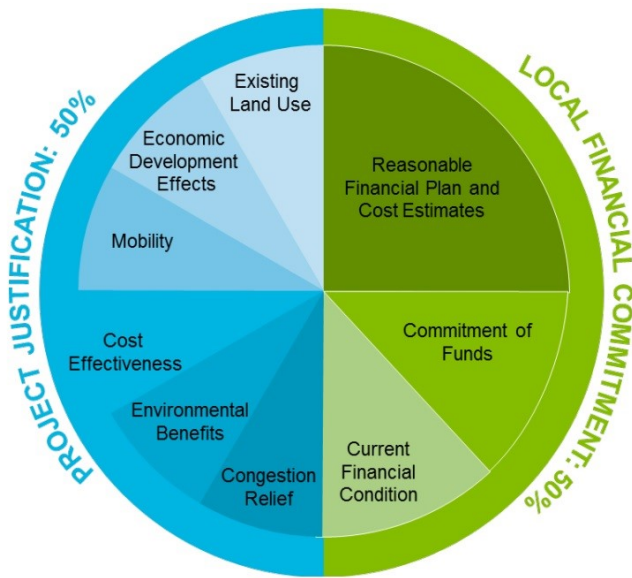 PROJECT JUSTIFICATION: 50%
LOCAL FINANCIAL COMMITMENT: 50%
Existing
Land Use
Economic
Development
Effects
Mobility
Cost
Effectiveness
Environmental
Benefits
Congestion
Relief
Reasonable
Financial Plan and
Cost Estimates
Commitment of
Funds
Current
Financial
Condition